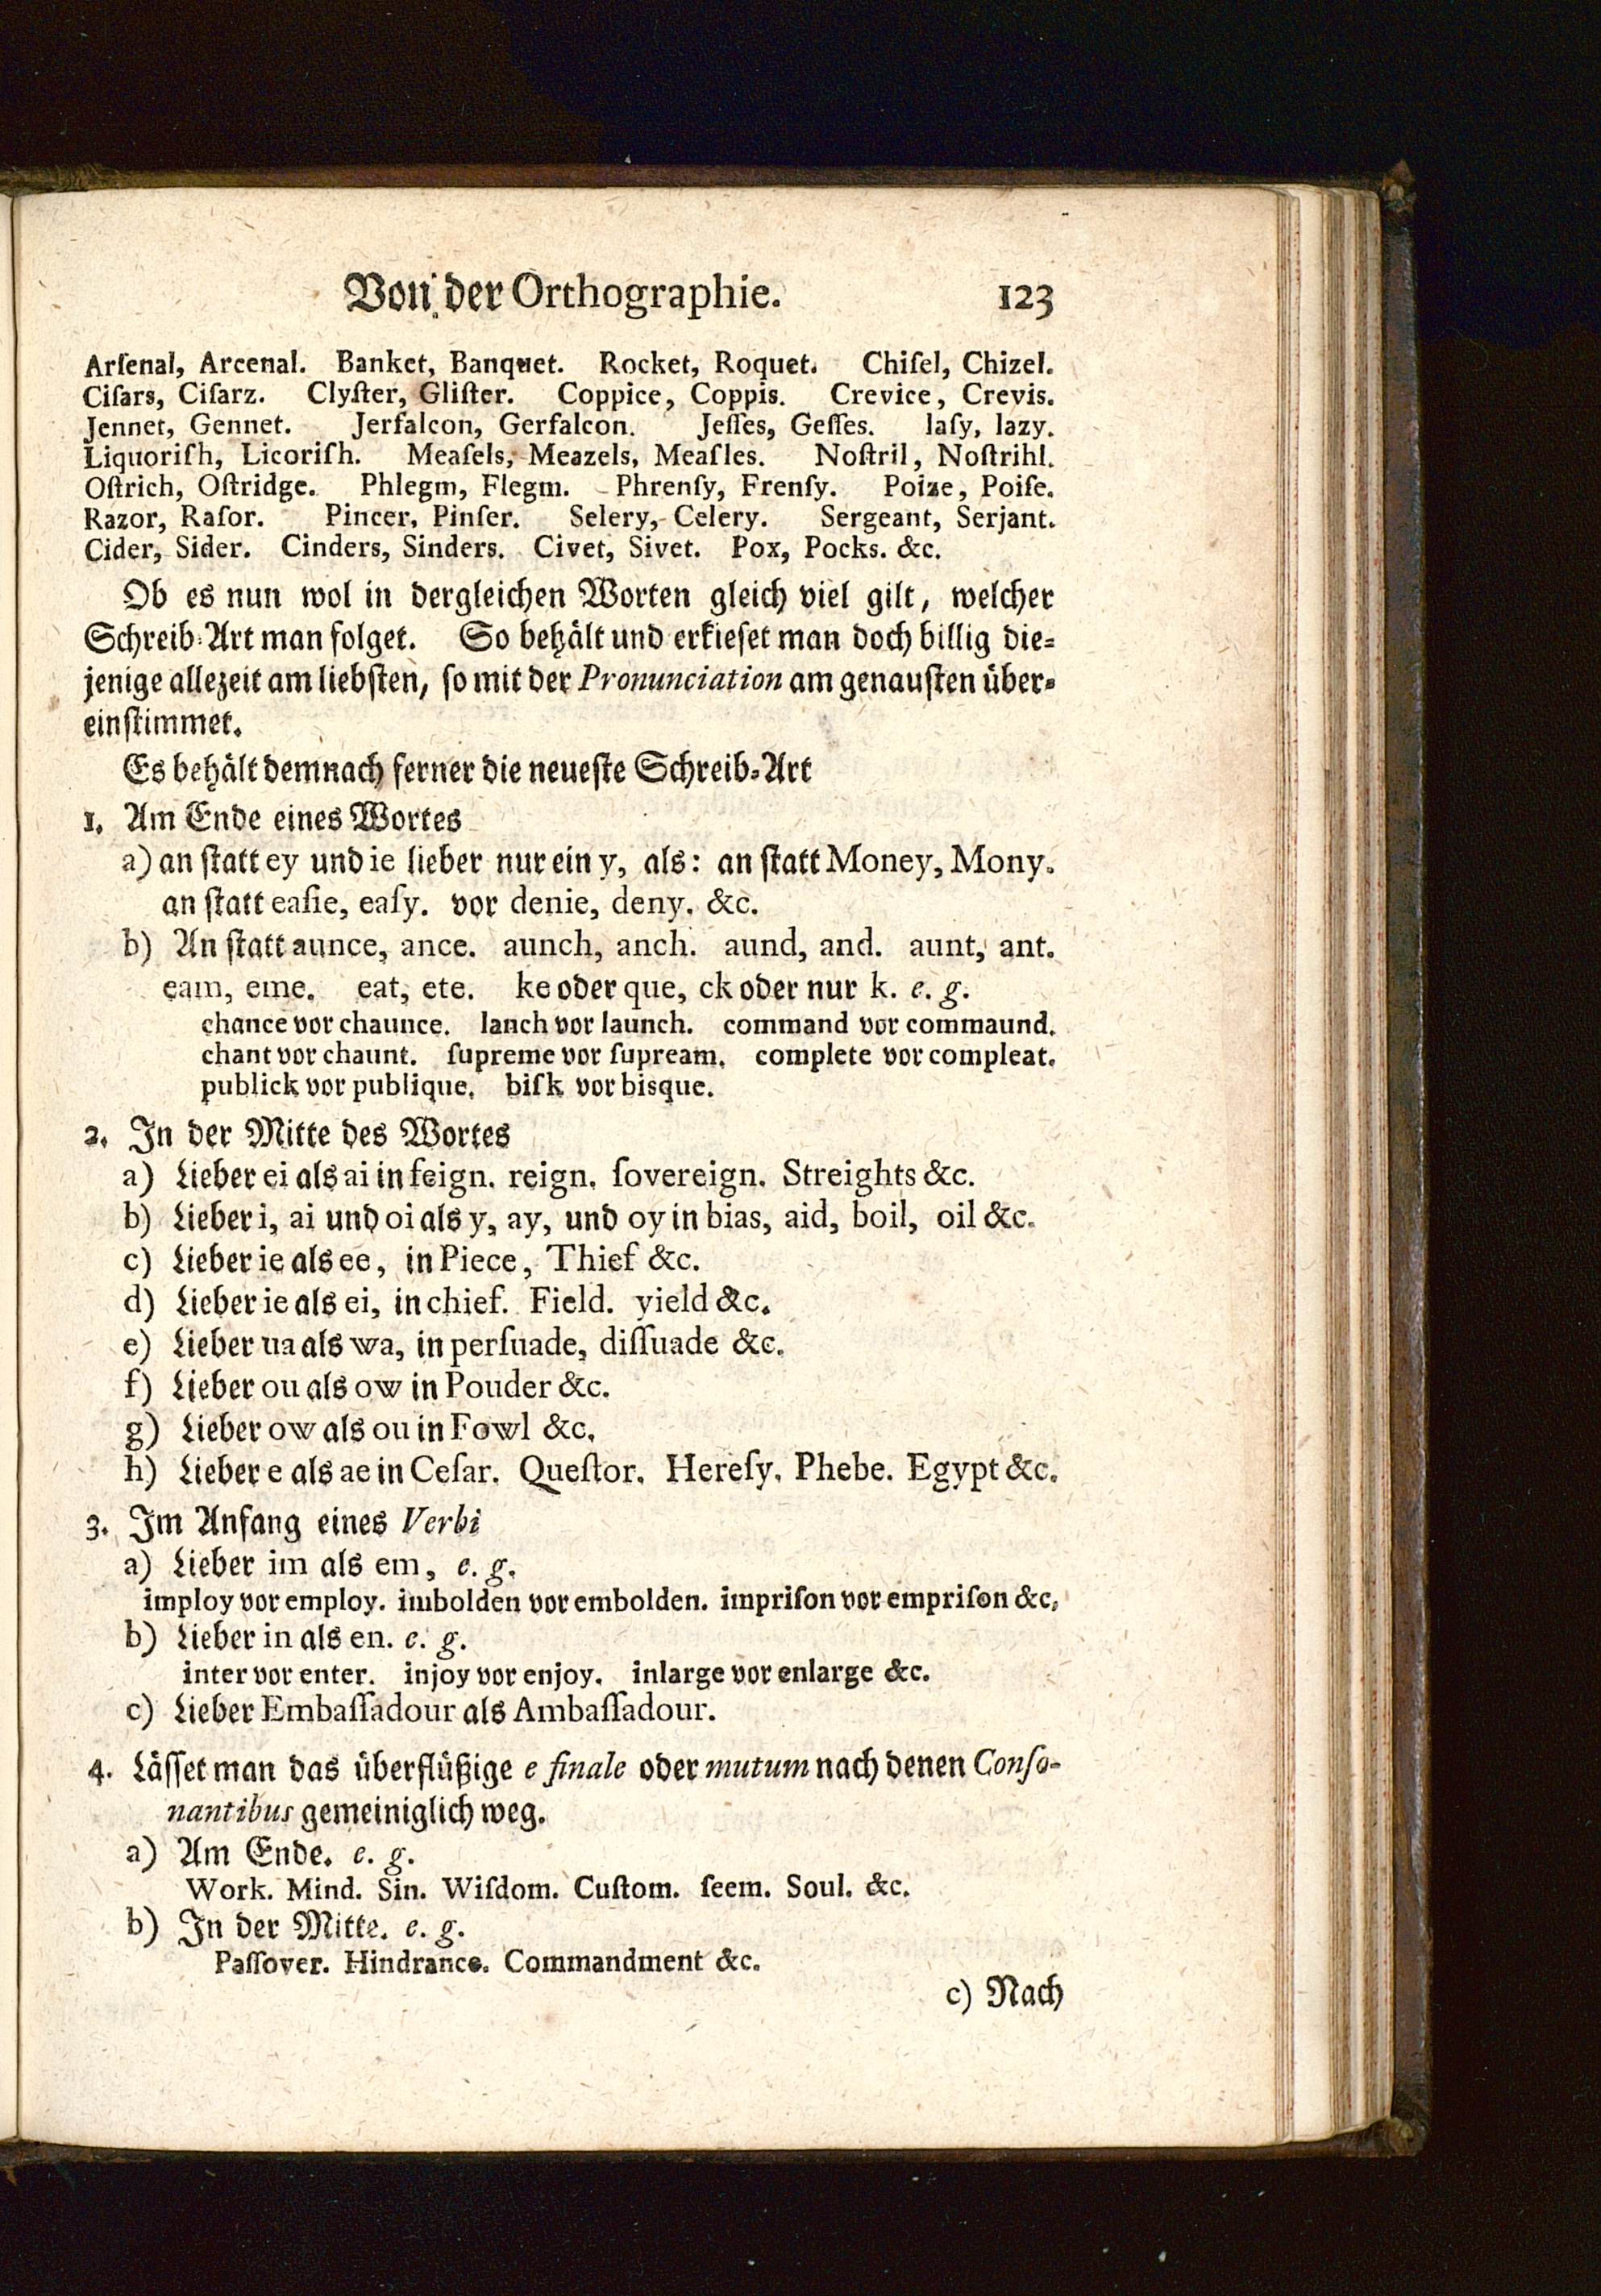 Von der Orthographie. 123
Arſenal, Arcenal. Banket, Banquet. Rocket, Roquet. Chiſel, Chizel.
Ciſars, Ciſarz. Clyſter, Gliſter. Coppice, Coppis. Crevice, Crevis.
Jennet, Gennet. Jerfalcon, Gerfalcon. Jeſſes, Geſſes. laſy, lazy.
Liquoriſh, Licoriſh. Meaſels, Meazels, Meaſles. Noſtril, Noſtrihl.
Oſtrich, Oſtridge. Phlegm, Flegm. Phrenſy, Frenſy. Poize, Poiſe.
Razor, Raſor. Pincer, Pinſer. Selery, Celery. Sergeant, Serjant.
Cider, Sider. Cinders, Sinders. Civet, Sivet. Pox, Pocks. &c.
Ob es nun wol in dergleichen Worten gleich viel gilt, welcher
Schreib-Art man folget. So behält und erkieſet man doch billig die-
jenige allezeit am liebſten, ſo mit der Pronunciation am genauſten über-
einſtimmet.
Es behält demnach ferner die neueſte Schreib-Art
1. Am Ende eines Wortes
a) an ſtatt ey und ie lieber nur ein y, als: an ſtatt Money, Mony.
an ſtatt eaſie, eaſy. vor denie, deny. &c.
b) An ſtatt aunce, ance. aunch, anch. aund, and. aunt, ant.
eam, eme. eat, ete. ke oder que, ck oder nur k. e. g.
chance vor chaunce. lanch vor launch. command vor commaund.
chant vor chaunt. ſupreme vor ſupream. complete vor compleat.
publick vor publique. biſk vor bisque.
2. In der Mitte des Wortes
a) Lieber ei als ai in feign. reign. ſovereign. Streights &c.
b) Lieber i, ai und oi als y, ay, und oy in bias, aid, boil, oil &c.
c) Lieber ie als ee, in Piece, Thief &c.
d) Lieber ie als ei, in chief. Field. yield &c.
e) Lieber ua als wa, in perſuade, diſſuade &c.
f) Lieber ou als ow in Pouder &c.
g) Lieber ow als ou in Fowl &c.
h) Lieber e als ae in Ceſar. Queſtor. Hereſy. Phebe. Egypt &c.
3. Im Anfang eines Verbi
a) Lieber im als em, e. g.
imploy vor employ. imbolden vor embolden. impriſon vor empriſon &c.
b) Lieber in als en. e. g.
inter vor enter. injoy vor enjoy. inlarge vor enlarge &c.
c) Lieber Embaſſadour als Ambaſſadour.
4. Läſſet man das überflüßige e finale oder mutum nach denen Conſo-
nantibus gemeiniglich weg.
a) Am Ende. e. g.
Work. Mind. Sin. Wiſdom. Cuſtom. ſeem. Soul. &c.
b) In der Mitte. e. g.
Paſſover. Hindrance. Commandment &c.
c) Nach